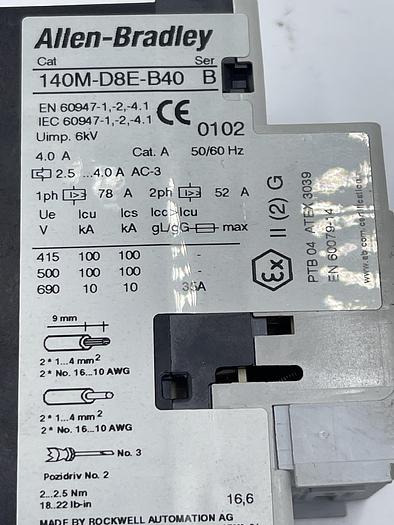 Allen-Bradley
Cat Ser
140M-D8E-B40 B
EN 60947-1,-2,-4.1
IEC 60947-1,-2,-4.1
Uimp. 6kV
CE 0102
4.0 A Cat. A 50/60 Hz
2.5 ...4.0 A AC-3
1ph 78 A 2ph 52 A
Ue Icu Ics Icc>Icu
V kA kA gL/gG max
415 100 100 -
500 100 100 -
690 10 10 35A
Ex II (2) G
PTB 04 ATEX 3039
EN 60079-14
www.ab.com/certification
9 mm
2 * 1...4 mm²
2 * No. 16...10 AWG
2 * 1...4 mm²
2 * No. 16...10 AWG
No. 3
Pozidriv No. 2
2...2.5 Nm
18...22 lb-in
16,6
MADE BY ROCKWELL AUTOMATION AG